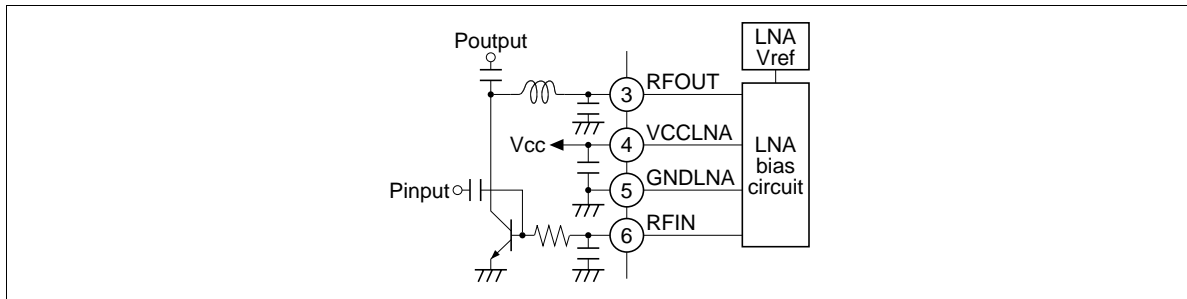 Poutput
LNA
Vref
3
RFOUT
Vcc
4
VCCLNA
LNA
bias
circuit
Pinput
5
GNDLNA
6
RFIN